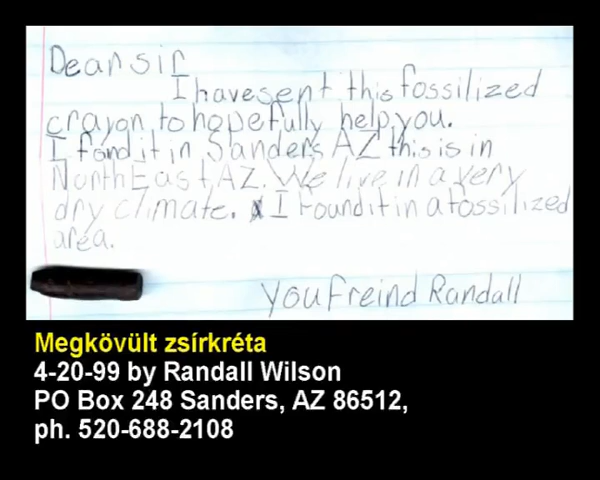 Dear sir
I have sent this fossilized
crayon, to hopefully help you.
I fond it in Sanders AZ this is in
North East AZ. We live in a very
dry climate. I found it in a fossilized
area.
you freind Randall
Megkövült zsírkréta
4-20-99 by Randall Wilson
PO Box 248 Sanders, AZ 86512,
ph. 520-688-2108